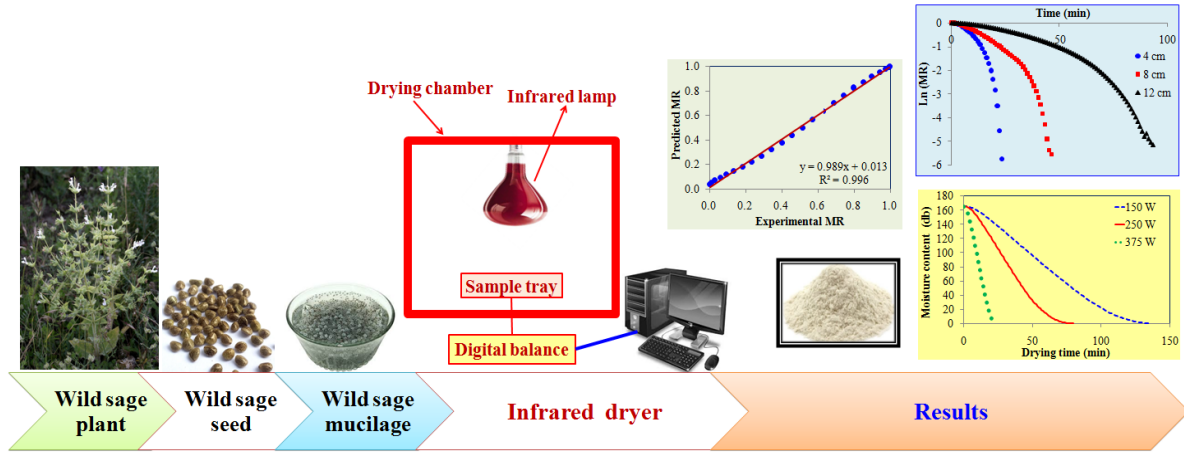 Drying chamber
Infrared lamp
Sample tray
Digital balance
Predicted MR
1.0
0.8
0.6
0.4
0.2
0.0
0.0 0.2 0.4 0.6 0.8 1.0
y = 0.989x + 0.013
R² = 0.996
Experimental MR
Time (min)
0 50 100
Ln (MR)
0
-1
-2
-3
-4
-5
-6
4 cm
8 cm
12 cm
Moisture content (db)
180
160
140
120
100
80
60
40
20
0
150 W
250 W
375 W
0 50 100 150
Drying time (min)
Wild sage
plant
Wild sage
seed
Wild sage
mucilage
Infrared dryer
Results